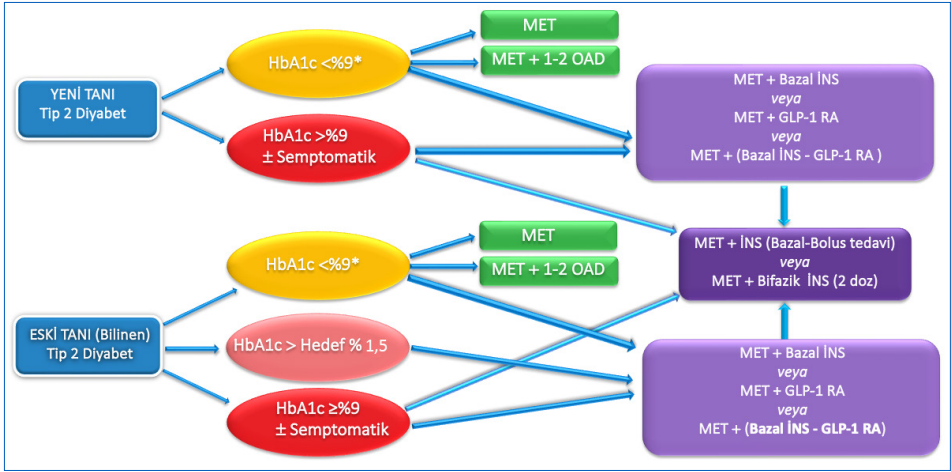 YENİ TANI
Tip 2 Diyabet
HbA1c <%9*
HbA1c >%9
± Semptomatik
MET
MET + 1-2 OAD
MET + Bazal İNS
veya
MET + GLP-1 RA
veya
MET + (Bazal İNS - GLP-1 RA )
MET + İNS (Bazal-Bolus tedavi)
veya
MET + Bifazik İNS (2 doz)
ESKİ TANI (Bilinen)
Tip 2 Diyabet
HbA1c <%9*
HbA1c > Hedef % 1,5
HbA1c ≥%9
± Semptomatik
MET
MET + 1-2 OAD
MET + Bazal İNS
veya
MET + GLP-1 RA
veya
MET + (Bazal İNS - GLP-1 RA)